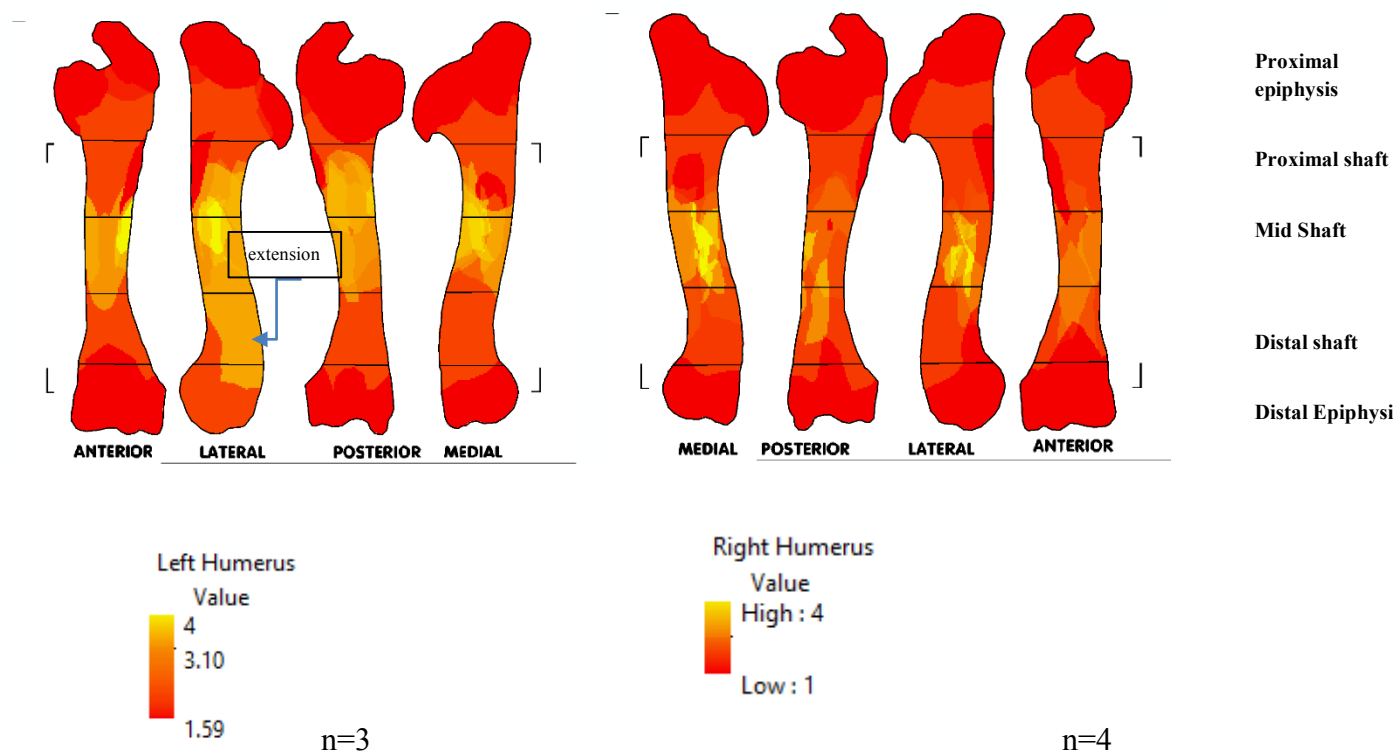 extension
ANTERIOR
LATERAL
POSTERIOR
MEDIAL
MEDIAL
POSTERIOR
LATERAL
ANTERIOR
Proximal
epiphysis
Proximal shaft
Mid Shaft
Distal shaft
Distal Epiphysi
Left Humerus
Value
4
3.10
1.59
n=3
Right Humerus
Value
High : 4
Low : 1
n=4